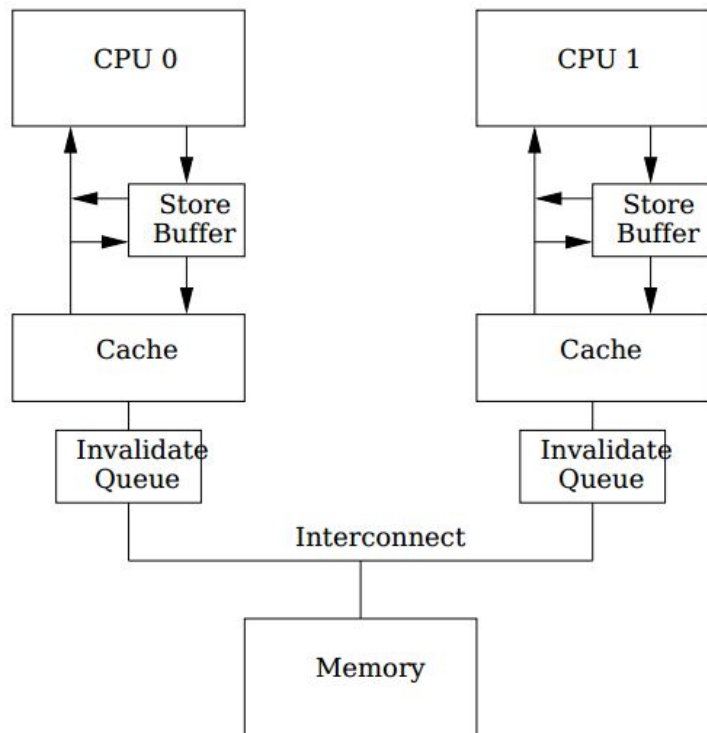 CPU 0
CPU 1
Store
Buffer
Store
Buffer
Cache
Cache
Invalidate
Queue
Invalidate
Queue
Interconnect
Memory